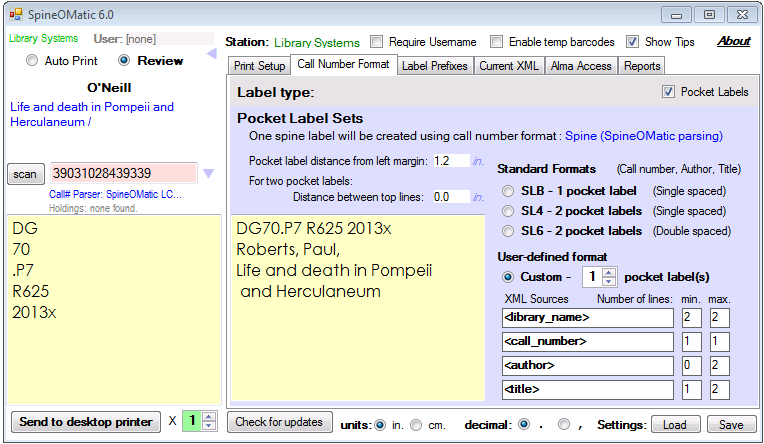 SpineOMatic 6.0
Library Systems User: [none]
Auto Print Review
O'Neill
Life and death in Pompeii and
Herculaneum /
scan 39031028439339
Call# Parser: SpineOMatic LC...
Holdings: none found.
DG
70
.P7
R625
2013x
Send to desktop printer X 1
Station: Library Systems Require Username Enable temp barcodes Show Tips About
Print Setup Call Number Format Label Prefixes Current XML Alma Access Reports
Label type: Pocket Labels
Pocket Label Sets
One spine label will be created using call number format : Spine (SpineOMatic parsing)
Pocket label distance from left margin: 1.2 in.
For two pocket labels:
Distance between top lines: 0.0 in.
DG70.P7 R625 2013x
Roberts, Paul,
Life and death in Pompeii
and Herculaneum
Standard Formats (Call number, Author, Title)
SLB - 1 pocket label (Single spaced)
SL4 - 2 pocket labels (Single spaced)
SL6 - 2 pocket labels (Double spaced)
User-defined format
Custom - 1 pocket label(s)
XML Sources Number of lines: min. max.
<library_name> 2 2
<call_number> 1 1
<author> 0 2
<title> 1 2
Check for updates units: in. cm. decimal: . , Settings: Load Save